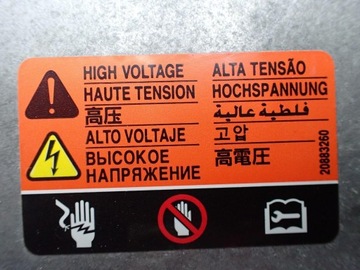 HIGH VOLTAGE
HAUTE TENSION
高压
ALTO VOLTAJE
ВЫСОКОЕ
НАПРЯЖЕНИЕ
ALTA TENSÃO
HOCHSPANNUNG
فلطية عالية
고압
高電圧
20883260